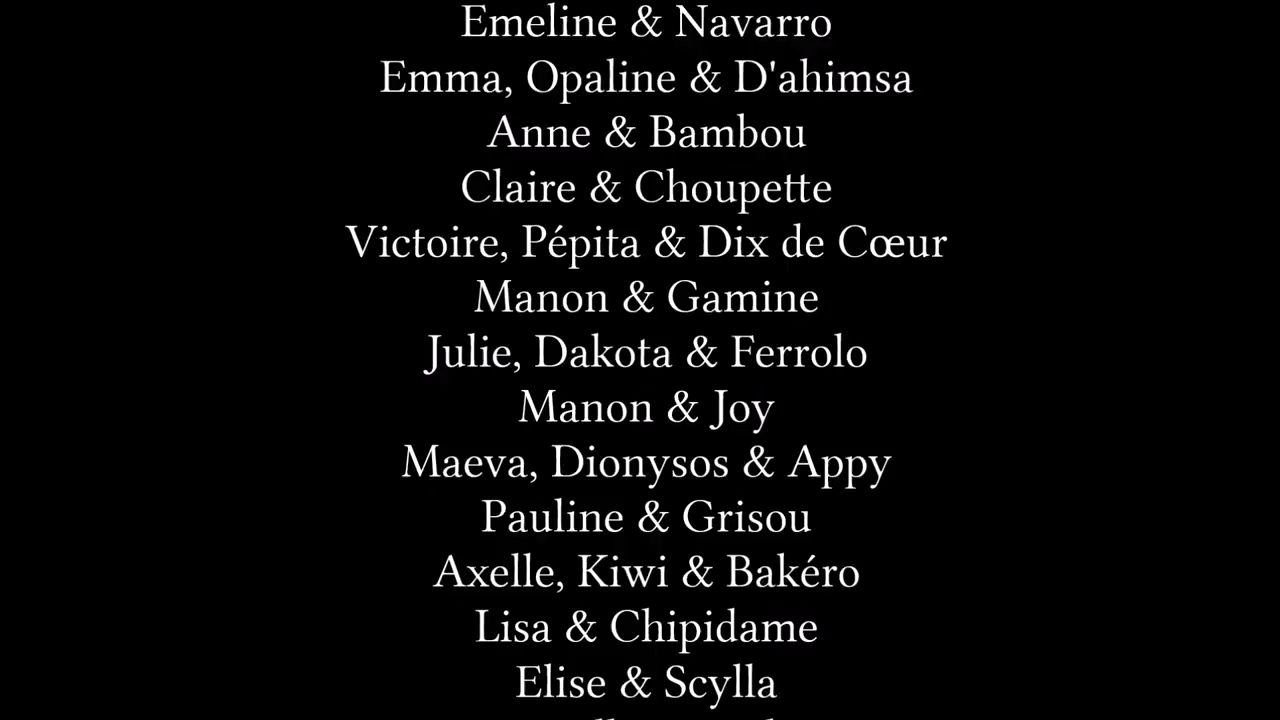 Emeline & Navarro
Emma, Opaline & D'ahimsa
Anne & Bambou
Claire & Choupette
Victoire, Pépita & Dix de Cœur
Manon & Gamine
Julie, Dakota & Ferrolo
Manon & Joy
Maeva, Dionysos & Appy
Pauline & Grisou
Axelle, Kiwi & Bakéro
Lisa & Chipidame
Elise & Scylla